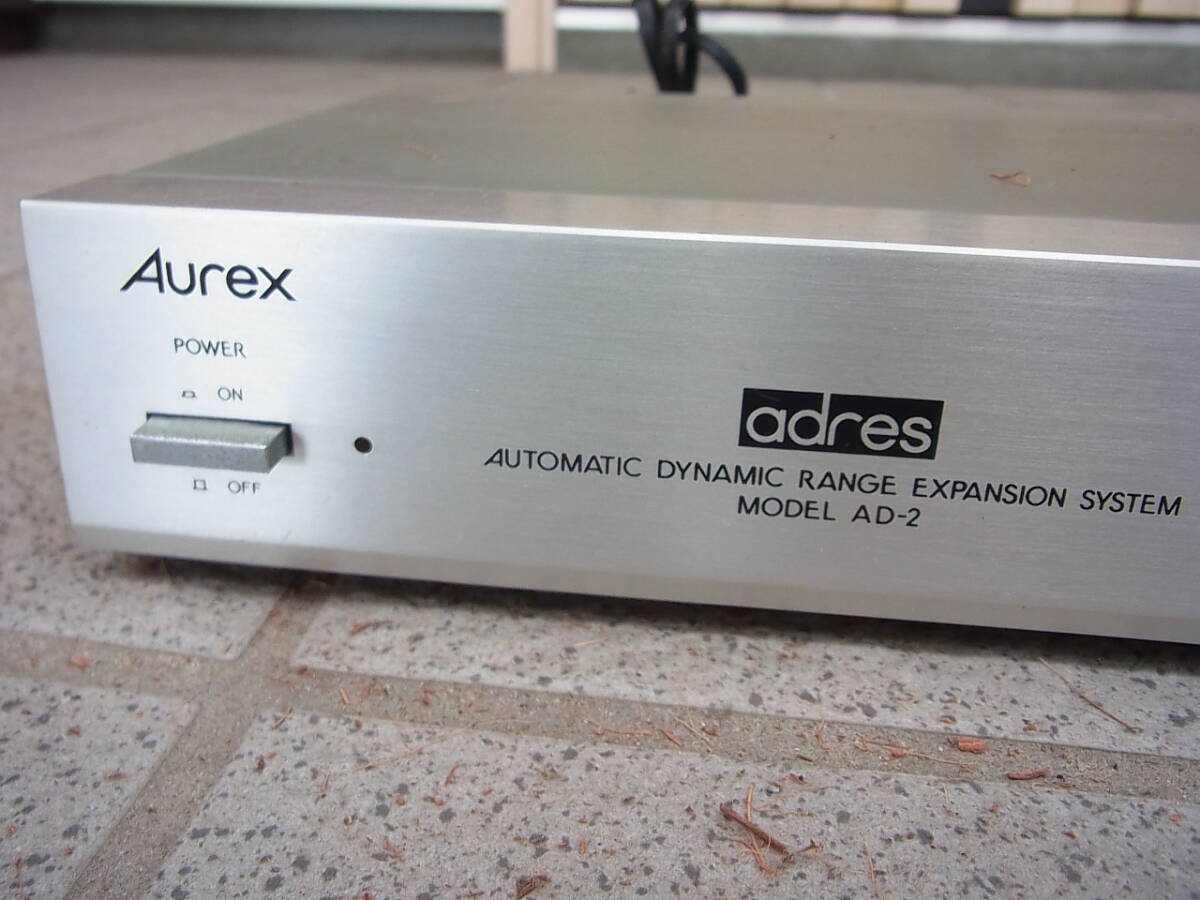 Aurex
POWER
ON
OFF
adres
AUTOMATIC DYNAMIC RANGE EXPANSION SYSTEM
MODEL AD-2